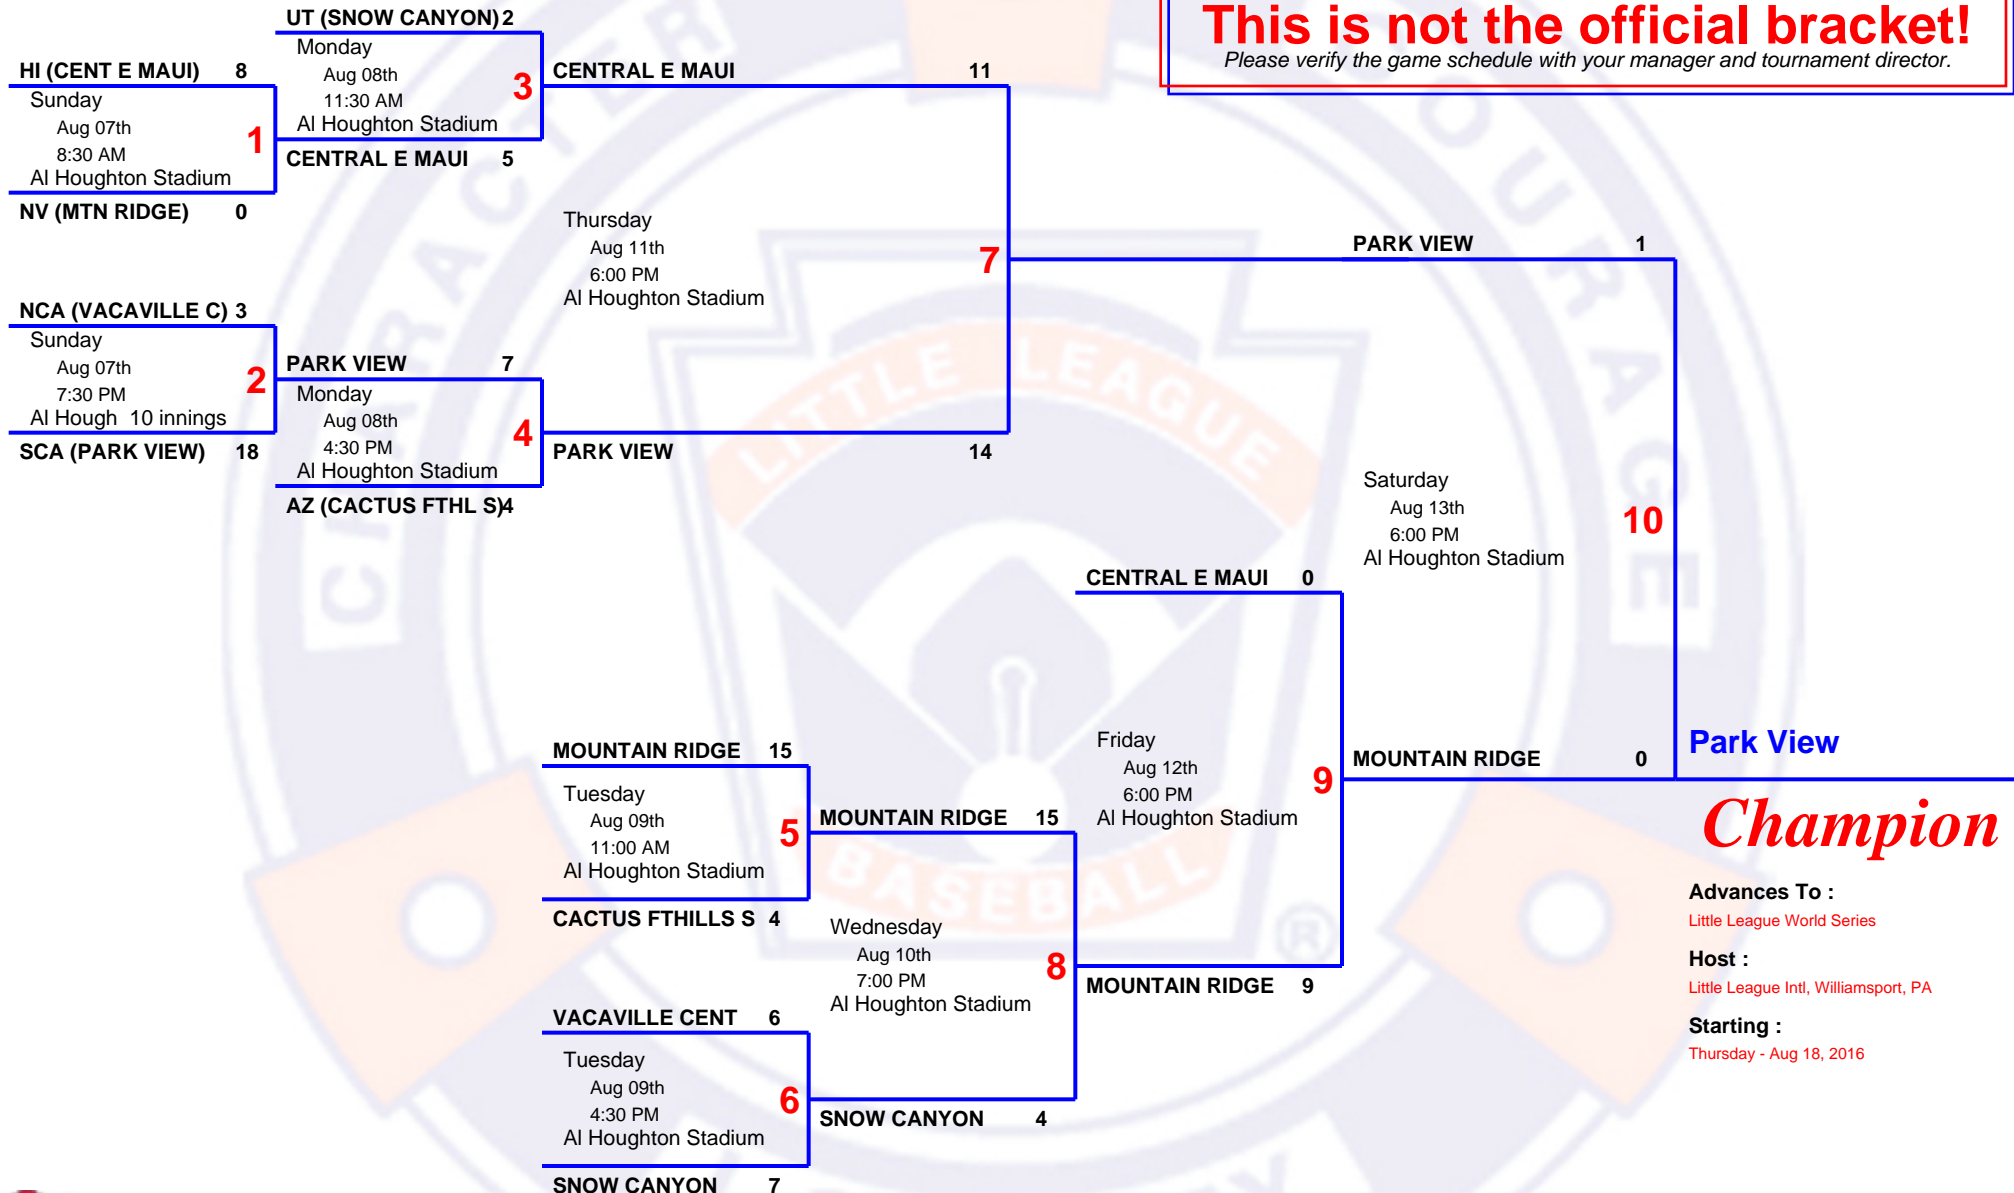 This is not the official bracket!
Please verify the game schedule with your manager and tournament director.
UT (SNOW CANYON) 2
Monday
Aug 08th
11:30 AM
Al Houghton Stadium
3
CENTRAL E MAUI 5
HI (CENT E MAUI) 8
Sunday
Aug 07th
8:30 AM
Al Houghton Stadium
1
NV (MTN RIDGE) 0
CENTRAL E MAUI 11
Thursday
Aug 11th
6:00 PM
Al Houghton Stadium
7
PARK VIEW 14
NCA (VACAVILLE C) 3
Sunday
Aug 07th
7:30 PM
Al Hough 10 innings
2
SCA (PARK VIEW) 18
PARK VIEW 7
Monday
Aug 08th
4:30 PM
Al Houghton Stadium
4
AZ (CACTUS FTHL S)4
PARK VIEW 1
Saturday
Aug 13th
6:00 PM
Al Houghton Stadium
10
MOUNTAIN RIDGE 0
CENTRAL E MAUI 0
Friday
Aug 12th
6:00 PM
Al Houghton Stadium
9
MOUNTAIN RIDGE 9
MOUNTAIN RIDGE 15
Tuesday
Aug 09th
11:00 AM
Al Houghton Stadium
5
CACTUS FTHILLS S 4
MOUNTAIN RIDGE 15
Wednesday
Aug 10th
7:00 PM
Al Houghton Stadium
8
SNOW CANYON 4
VACAVILLE CENT 6
Tuesday
Aug 09th
4:30 PM
Al Houghton Stadium
6
SNOW CANYON 7
Park View
Champion
Advances To :
Little League World Series
Host :
Little League Intl, Williamsport, PA
Starting :
Thursday - Aug 18, 2016
CHARACTER
COURAGE
LITTLE LEAGUE
BASEBALL
®